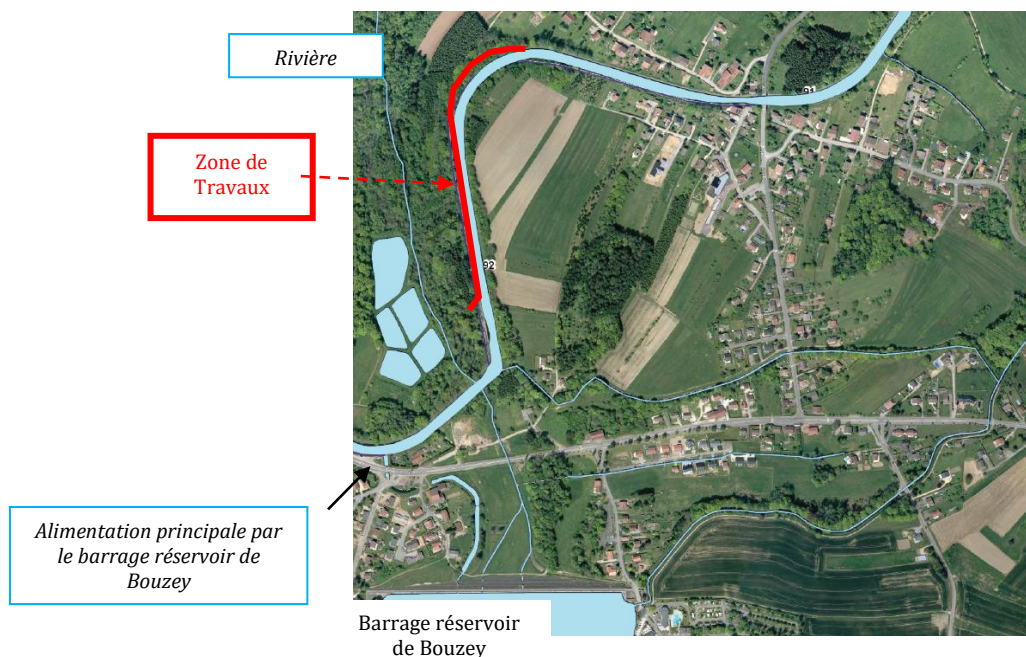 Rivière
91
Zone de
Travaux
92
Alimentation principale par
le barrage réservoir de
Bouzey
Barrage réservoir
de Bouzey